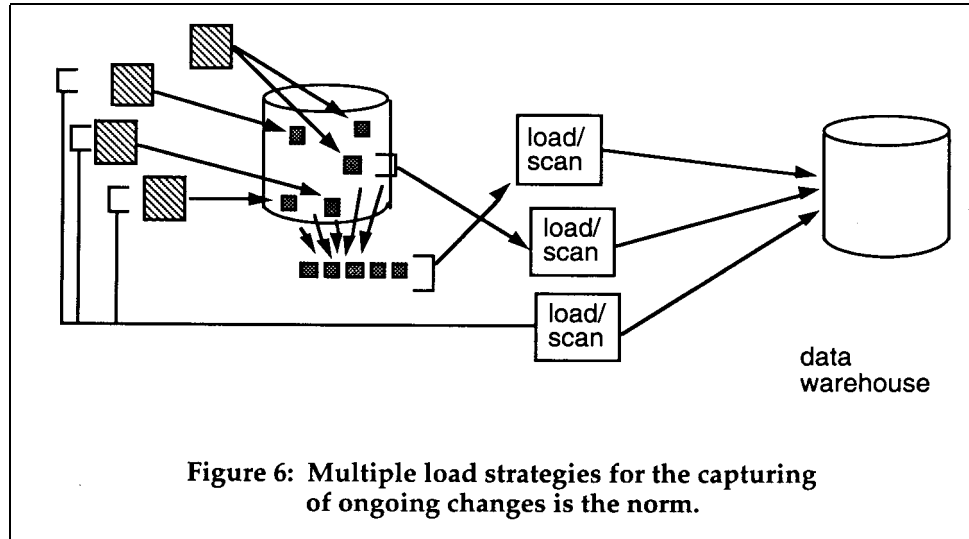 load/
scan
load/
scan
load/
scan
data
warehouse
Figure 6: Multiple load strategies for the capturing
of ongoing changes is the norm.